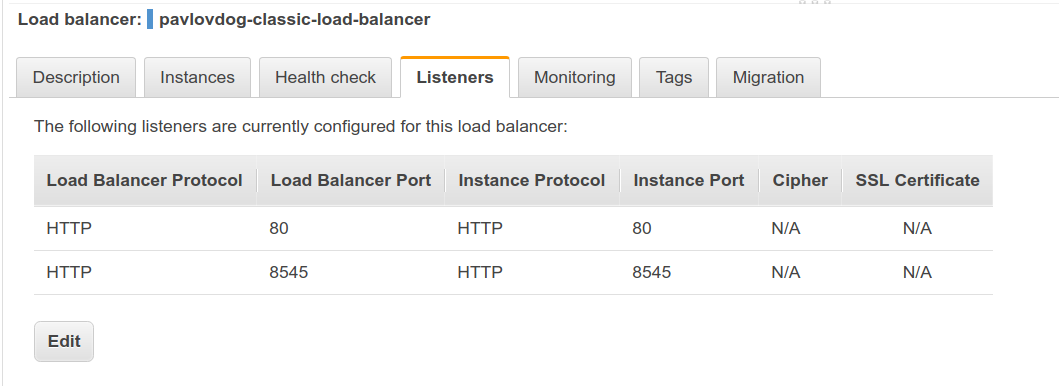 Load balancer: pavlovdog-classic-load-balancer
Description Instances Health check Listeners Monitoring Tags Migration
The following listeners are currently configured for this load balancer:
Load Balancer Protocol Load Balancer Port Instance Protocol Instance Port Cipher SSL Certificate
HTTP 80 HTTP 80 N/A N/A
HTTP 8545 HTTP 8545 N/A N/A
Edit